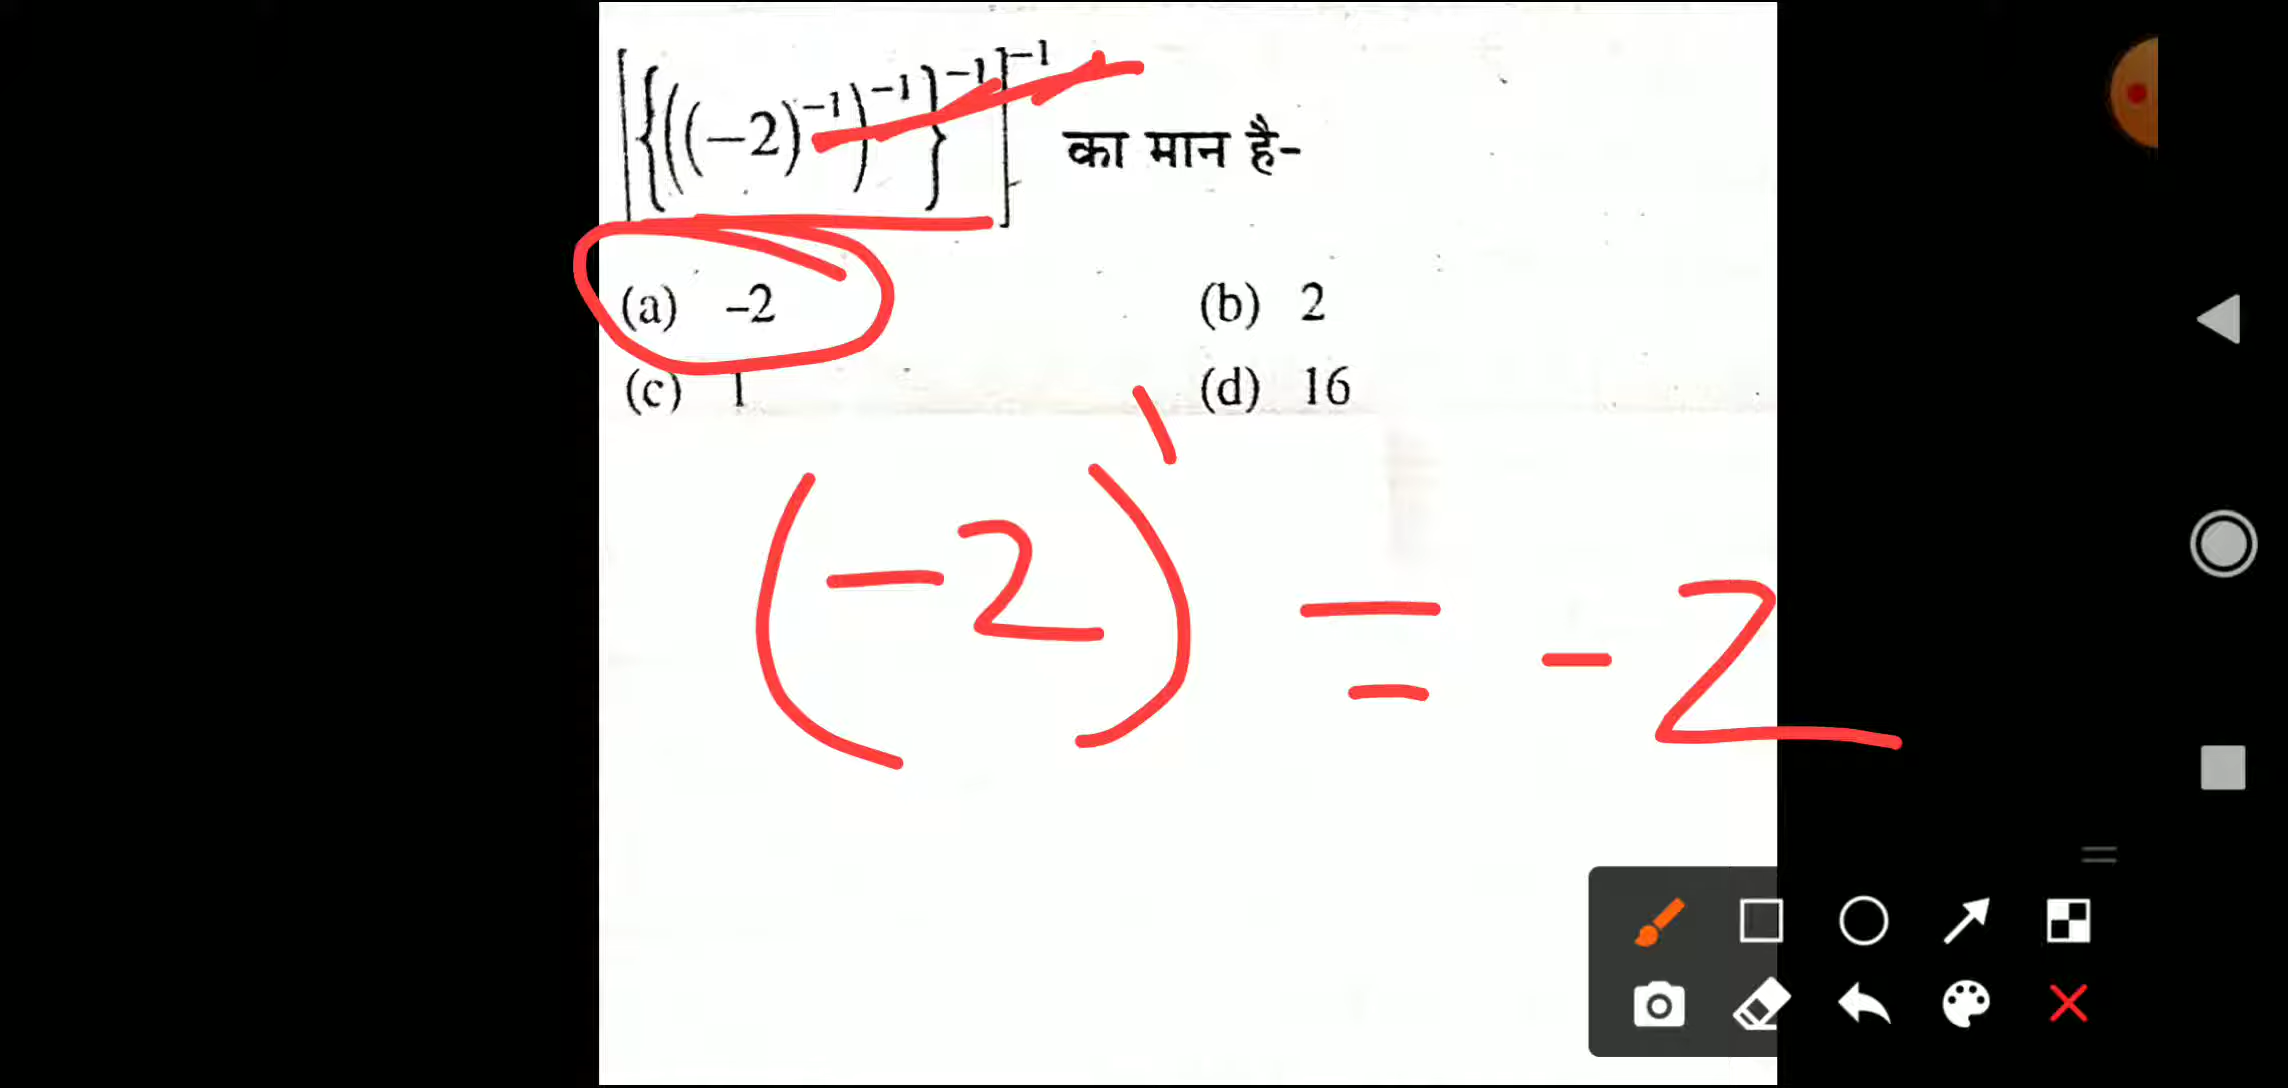 [{((-2)⁻¹)⁻¹}⁻¹]⁻¹ का मान है-
(a) -2 (b) 2
(c) 1 (d) 16
(-2)¹ = -2